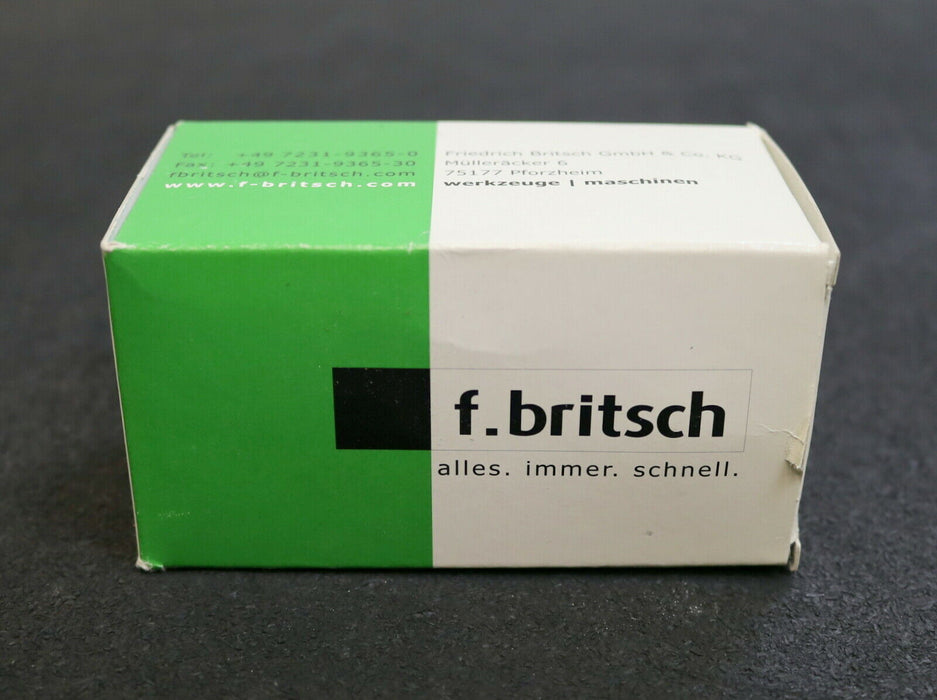 Tel: +49 7231-9365-0
Fax: +49 7231-9365-30
fbritsch@f-britsch.com
www.f-britsch.com
Friedrich Britsch GmbH & Co. KG
Mülleräcker 6
75177 Pforzheim
werkzeuge | maschinen
f.britsch
alles. immer. schnell.